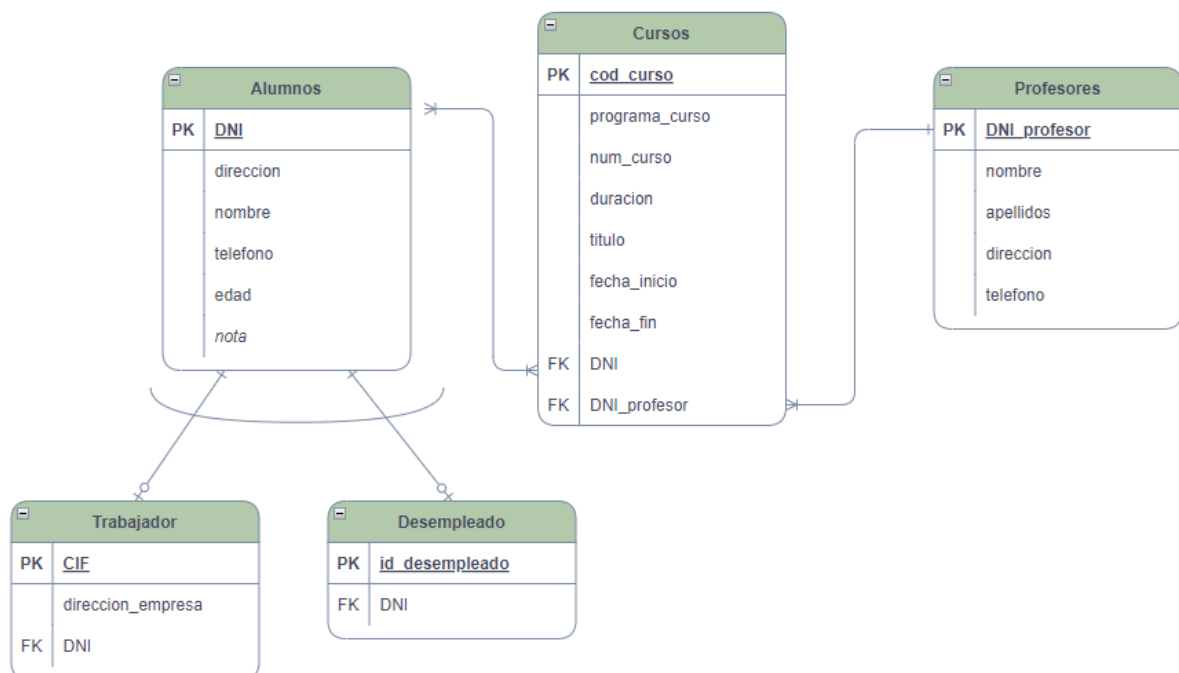 Alumnos
PK DNI
direccion
nombre
telefono
edad
nota
Cursos
PK cod_curso
programa_curso
num_curso
duracion
titulo
fecha_inicio
fecha_fin
FK DNI
FK DNI_profesor
Profesores
PK DNI_profesor
nombre
apellidos
direccion
telefono
Trabajador
PK CIF
direccion_empresa
FK DNI
Desempleado
PK id_desempleado
FK DNI